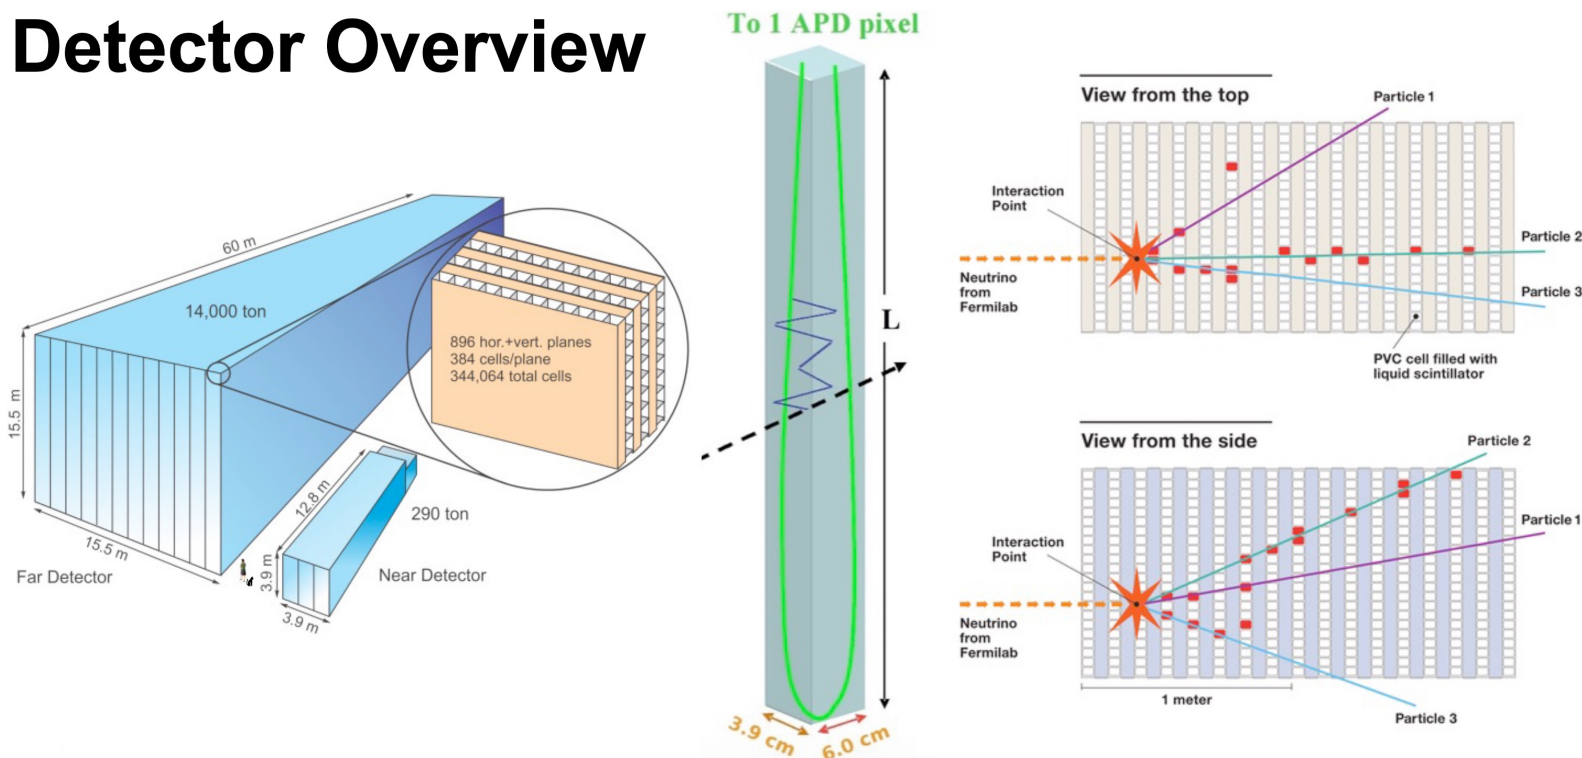 Detector Overview
60 m
14,000 ton
15.5 m
15.5 m
Far Detector
896 hor.+vert. planes
384 cells/plane
344,064 total cells
12.8 m
290 ton
3.9 m
3.9 m
Near Detector
To 1 APD pixel
L
3.9 cm
6.0 cm
View from the top
Particle 1
Interaction
Point
Particle 2
Neutrino
from
Fermilab
Particle 3
PVC cell filled with
liquid scintillator
View from the side
Particle 2
Particle 1
Interaction
Point
Neutrino
from
Fermilab
1 meter
Particle 3